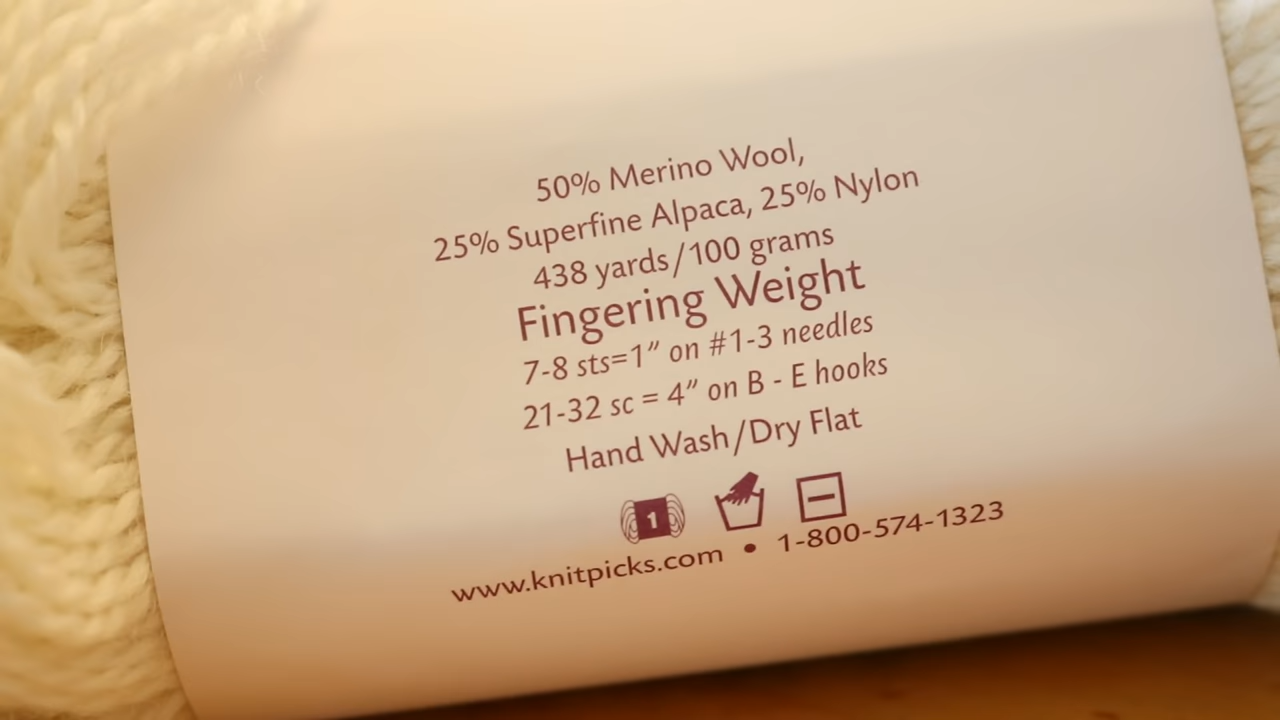 50% Merino Wool,
25% Superfine Alpaca, 25% Nylon
438 yards/100 grams
Fingering Weight
7-8 sts=1" on #1-3 needles
21-32 sc = 4" on B - E hooks
Hand Wash/Dry Flat
1
www.knitpicks.com • 1-800-574-1323